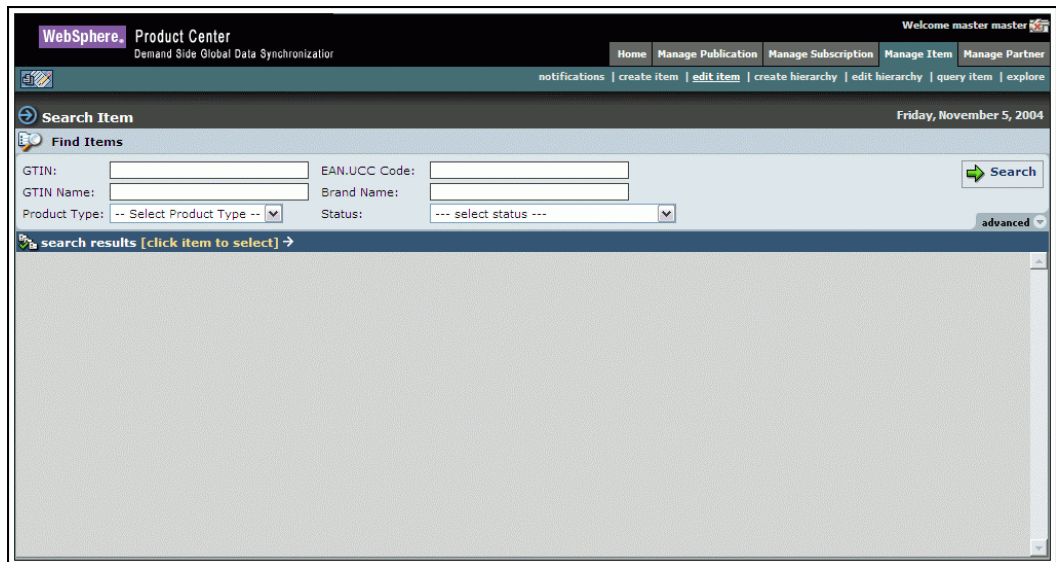 Welcome master master
WebSphere. Product Center
Demand Side Global Data Synchronization
Home Manage Publication Manage Subscription Manage Item Manage Partner
notifications | create item | edit item | create hierarchy | edit hierarchy | query item | explore
Search Item Friday, November 5, 2004
Find Items
GTIN: EAN.UCC Code: Search
GTIN Name: Brand Name:
Product Type: -- Select Product Type -- Status: --- select status ---
advanced
search results [click item to select] →